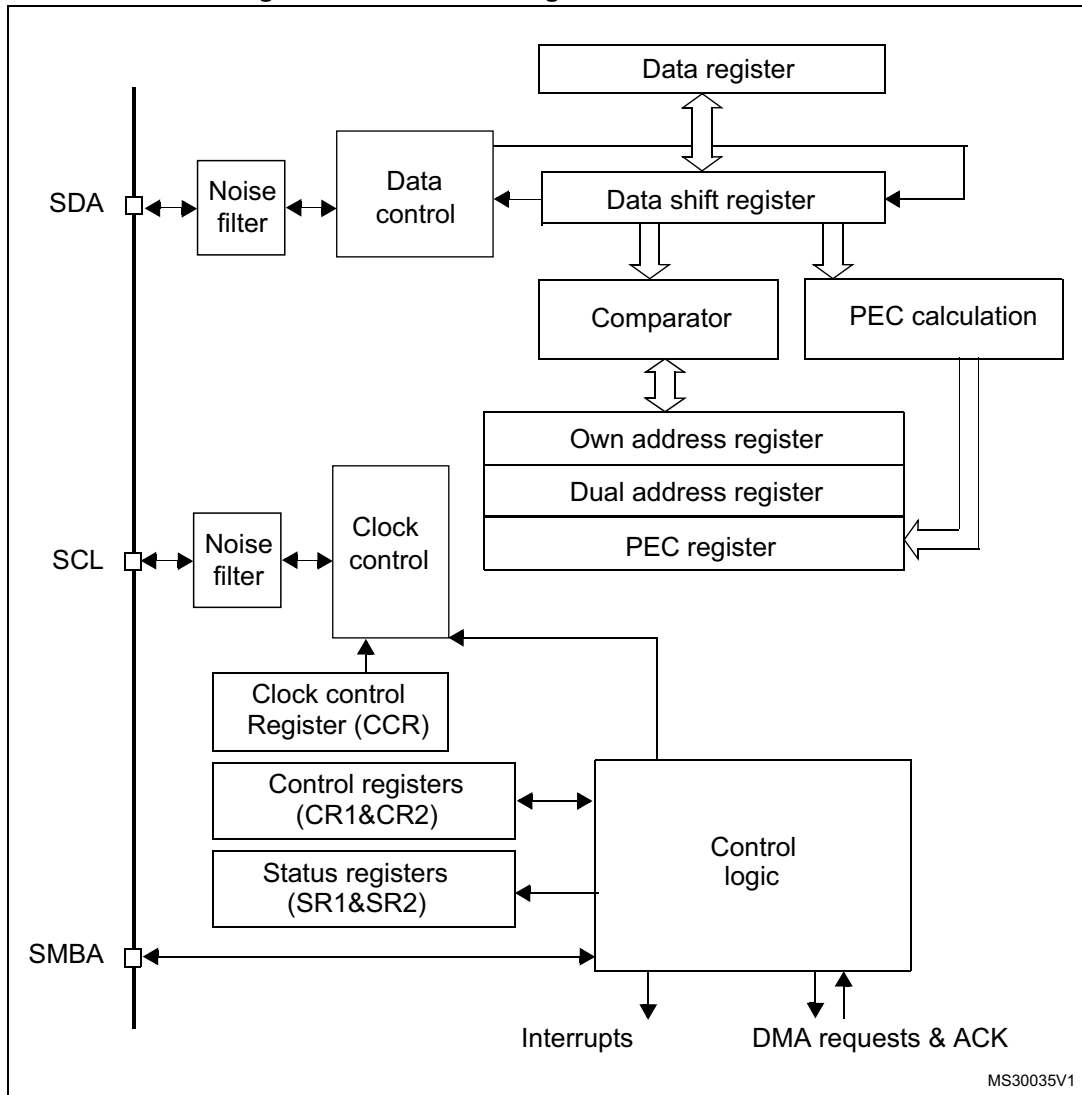 Data register
SDA
Noise
filter
Data
control
Data shift register
Comparator
PEC calculation
Own address register
Dual address register
PEC register
SCL
Noise
filter
Clock
control
Clock control
Register (CCR)
Control registers
(CR1&CR2)
Status registers
(SR1&SR2)
Control
logic
SMBA
Interrupts
DMA requests & ACK
MS30035V1